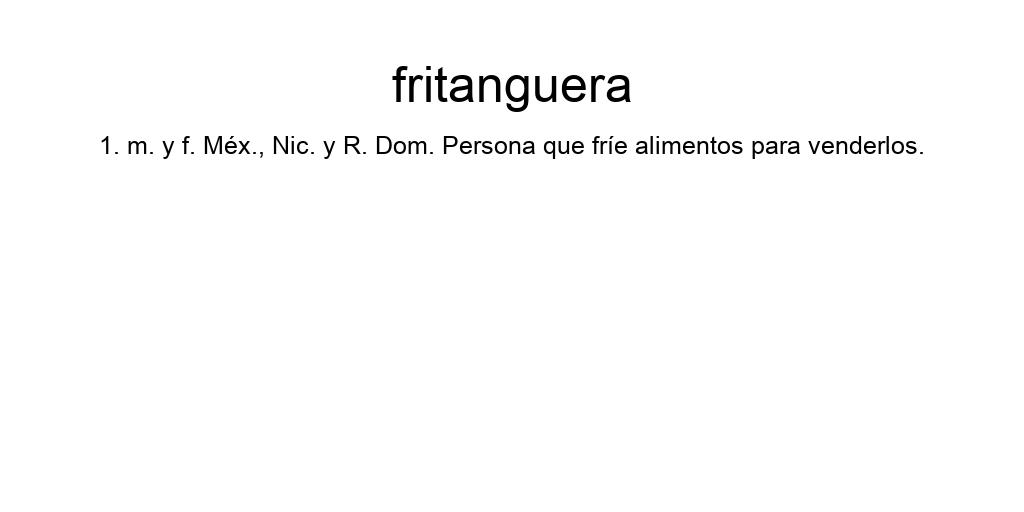 fritanguera
1. m. y f. Méx., Nic. y R. Dom. Persona que fríe alimentos para venderlos.